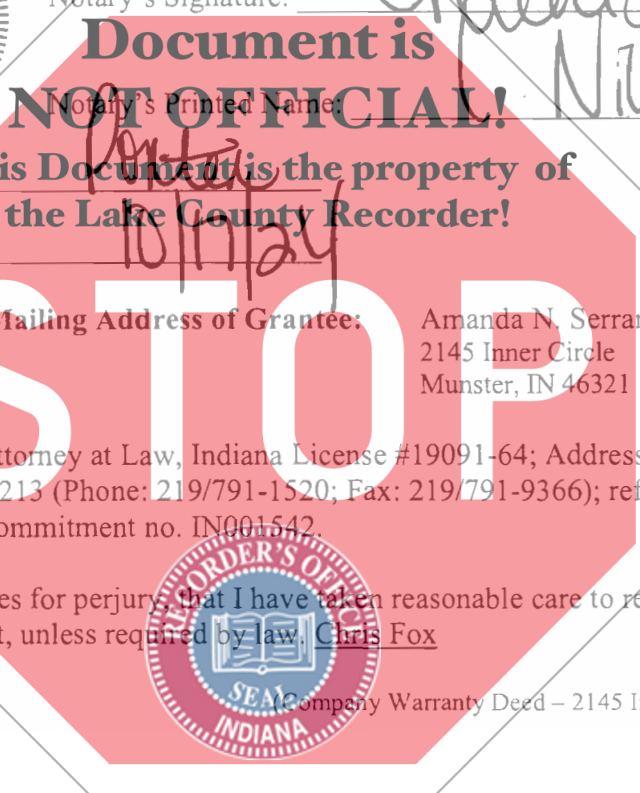 Notary's Signature:
Document is
NOT OFFICIAL!
Notary's Printed Name:
is Document is the property of
Porter
the Lake County Recorder!
10/17/24
STOP
Mailing Address of Grantee:
Amanda N. Serran
2145 Inner Circle
Munster, IN 46321
ttorney at Law, Indiana License #19091-64; Address
213 (Phone: 219/791-1520; Fax: 219/791-9366); ref
ommitment no. IN001542.
es for perjury, that I have taken reasonable care to re
t, unless required by law. Chris Fox
RECORDER'S OFFICE
SEAL
INDIANA
(Company Warranty Deed – 2145 I